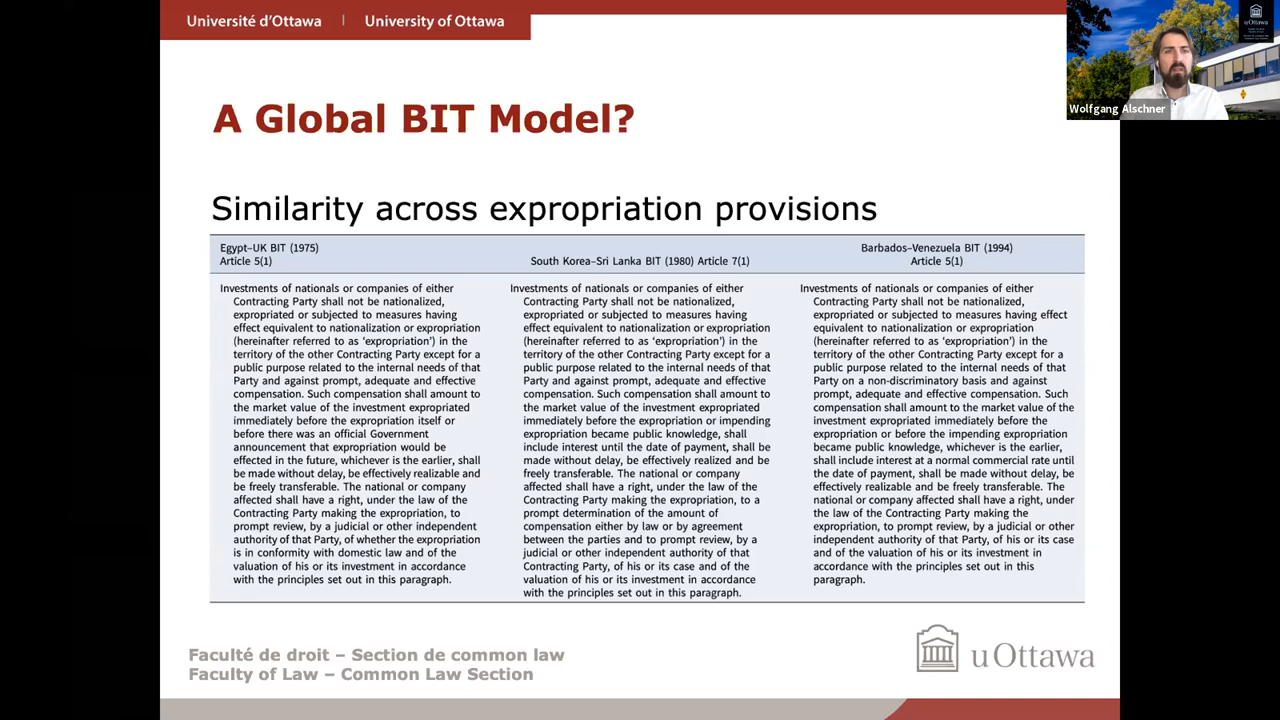 Université d'Ottawa | University of Ottawa
uOttawa
Wolfgang Alschner
A Global BIT Model?
Similarity across expropriation provisions
Egypt–UK BIT (1975)
Article 5(1)
South Korea–Sri Lanka BIT (1980) Article 7(1)
Barbados–Venezuela BIT (1994)
Article 5(1)
Investments of nationals or companies of either
Contracting Party shall not be nationalized,
expropriated or subjected to measures having
effect equivalent to nationalization or expropriation
(hereinafter referred to as ‘expropriation’) in the
territory of the other Contracting Party except for a
public purpose related to the internal needs of that
Party and against prompt, adequate and effective
compensation. Such compensation shall amount to
the market value of the investment expropriated
immediately before the expropriation itself or
before there was an official Government
announcement that expropriation would be
effected in the future, whichever is the earlier, shall
be made without delay, be effectively realizable and
be freely transferable. The national or company
affected shall have a right, under the law of the
Contracting Party making the expropriation, to
prompt review, by a judicial or other independent
authority of that Party, of whether the expropriation
is in conformity with domestic law and of the
valuation of his or its investment in accordance
with the principles set out in this paragraph.
Investments of nationals or companies of either
Contracting Party shall not be nationalized,
expropriated or subjected to measures having
effect equivalent to nationalization or expropriation
(hereinafter referred to as ‘expropriation’) in the
territory of the other Contracting Party except for a
public purpose related to the internal needs of that
Party and against prompt, adequate and effective
compensation. Such compensation shall amount to
the market value of the investment expropriated
immediately before the expropriation or impending
expropriation became public knowledge, shall
include interest until the date of payment, shall be
made without delay, be effectively realized and be
freely transferable. The national or company
affected shall have a right, under the law of the
Contracting Party making the expropriation, to a
prompt determination of the amount of
compensation either by law or by agreement
between the parties and to prompt review, by a
judicial or other independent authority of that
Contracting Party, of his or its case and of the
valuation of his or its investment in accordance
with the principles set out in this paragraph.
Investments of nationals or companies of either
Contracting Party shall not be nationalized,
expropriated or subjected to measures having effect
equivalent to nationalization or expropriation
(hereinafter referred to as ‘expropriation’) in the
territory of the other Contracting Party except for a
public purpose related to the internal needs of that
Party on a non-discriminatory basis and against
prompt, adequate and effective compensation. Such
compensation shall amount to the market value of the
investment expropriated immediately before the
expropriation or before the impending expropriation
became public knowledge, whichever is the earlier,
shall include interest at a normal commercial rate until
the date of payment, shall be made without delay, be
effectively realizable and be freely transferable. The
national or company affected shall have a right, under
the law of the Contracting Party making the
expropriation, to prompt review, by a judicial or other
independent authority of that Party, of his or its case
and of the valuation of his or its investment in
accordance with the principles set out in this
paragraph.
Faculté de droit – Section de common law
Faculty of Law – Common Law Section
uOttawa